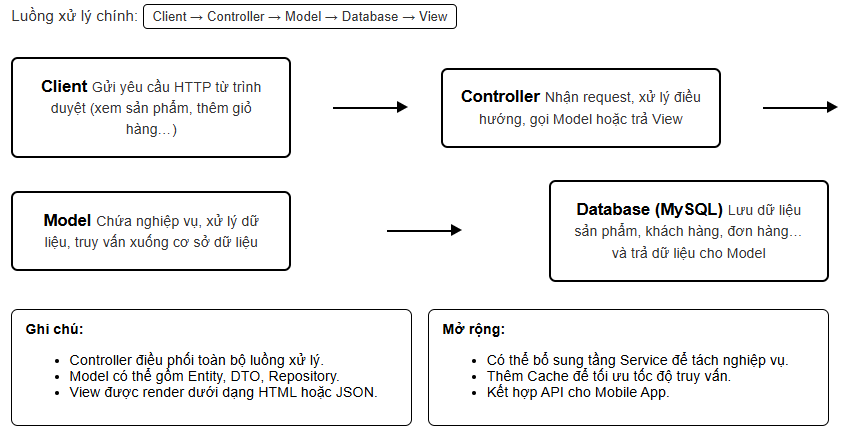 Luồng xử lý chính: Client → Controller → Model → Database → View
Client Gửi yêu cầu HTTP từ trình
duyệt (xem sản phẩm, thêm giỏ
hàng…)
Controller Nhận request, xử lý điều
hướng, gọi Model hoặc trả View
Model Chứa nghiệp vụ, xử lý dữ
liệu, truy vấn xuống cơ sở dữ liệu
Database (MySQL) Lưu dữ liệu
sản phẩm, khách hàng, đơn hàng…
và trả dữ liệu cho Model
Ghi chú:
• Controller điều phối toàn bộ luồng xử lý.
• Model có thể gồm Entity, DTO, Repository.
• View được render dưới dạng HTML hoặc JSON.
Mở rộng:
• Có thể bổ sung tầng Service để tách nghiệp vụ.
• Thêm Cache để tối ưu tốc độ truy vấn.
• Kết hợp API cho Mobile App.